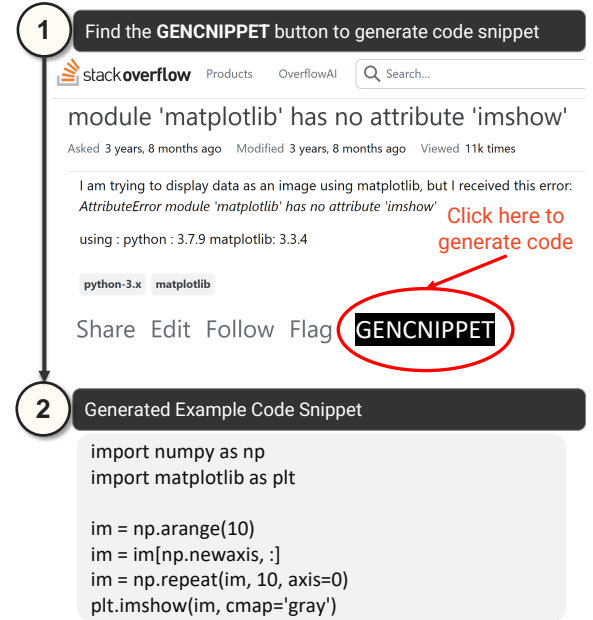 1
Find the GENCNIPPET button to generate code snippet
stackoverflow Products OverflowAI Search...
module 'matplotlib' has no attribute 'imshow'
Asked 3 years, 8 months ago Modified 3 years, 8 months ago Viewed 11k times
I am trying to display data as an image using matplotlib, but I received this error:
AttributeError module 'matplotlib' has no attribute 'imshow'
Click here to
generate code
using : python : 3.7.9 matplotlib: 3.3.4
python-3.x matplotlib
Share Edit Follow Flag GENCNIPPET
2
Generated Example Code Snippet
import numpy as np
import matplotlib as plt
im = np.arange(10)
im = im[np.newaxis, :]
im = np.repeat(im, 10, axis=0)
plt.imshow(im, cmap='gray')